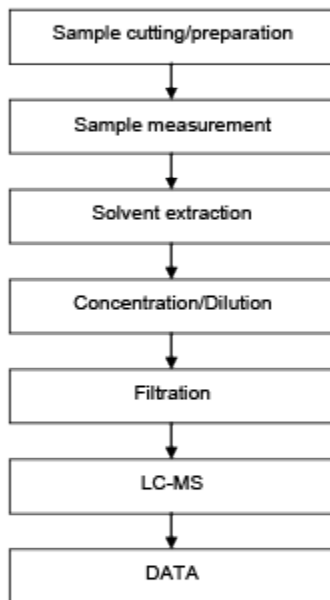 Sample cutting/preparation
Sample measurement
Solvent extraction
Concentration/Dilution
Filtration
LC-MS
DATA